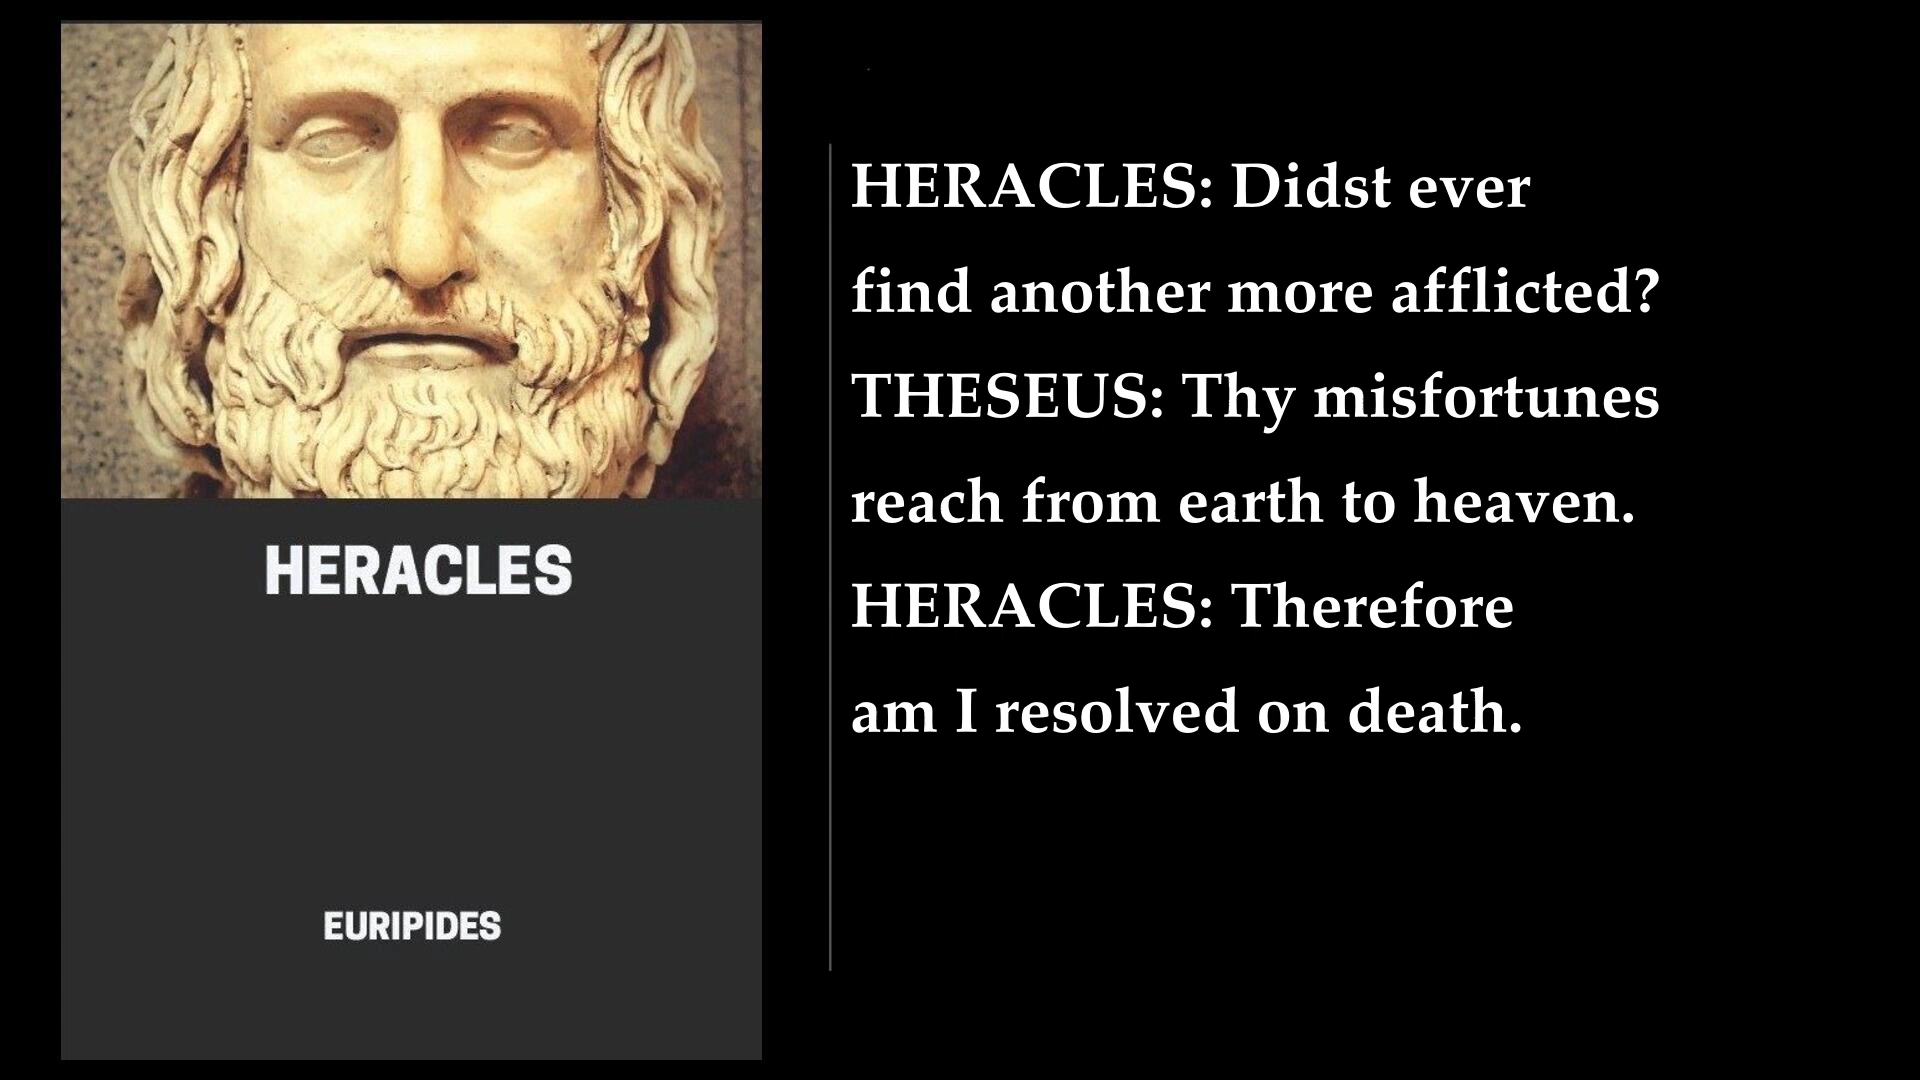 HERACLES
EURIPIDES
HERACLES: Didst ever
find another more afflicted?
THESEUS: Thy misfortunes
reach from earth to heaven.
HERACLES: Therefore
am I resolved on death.